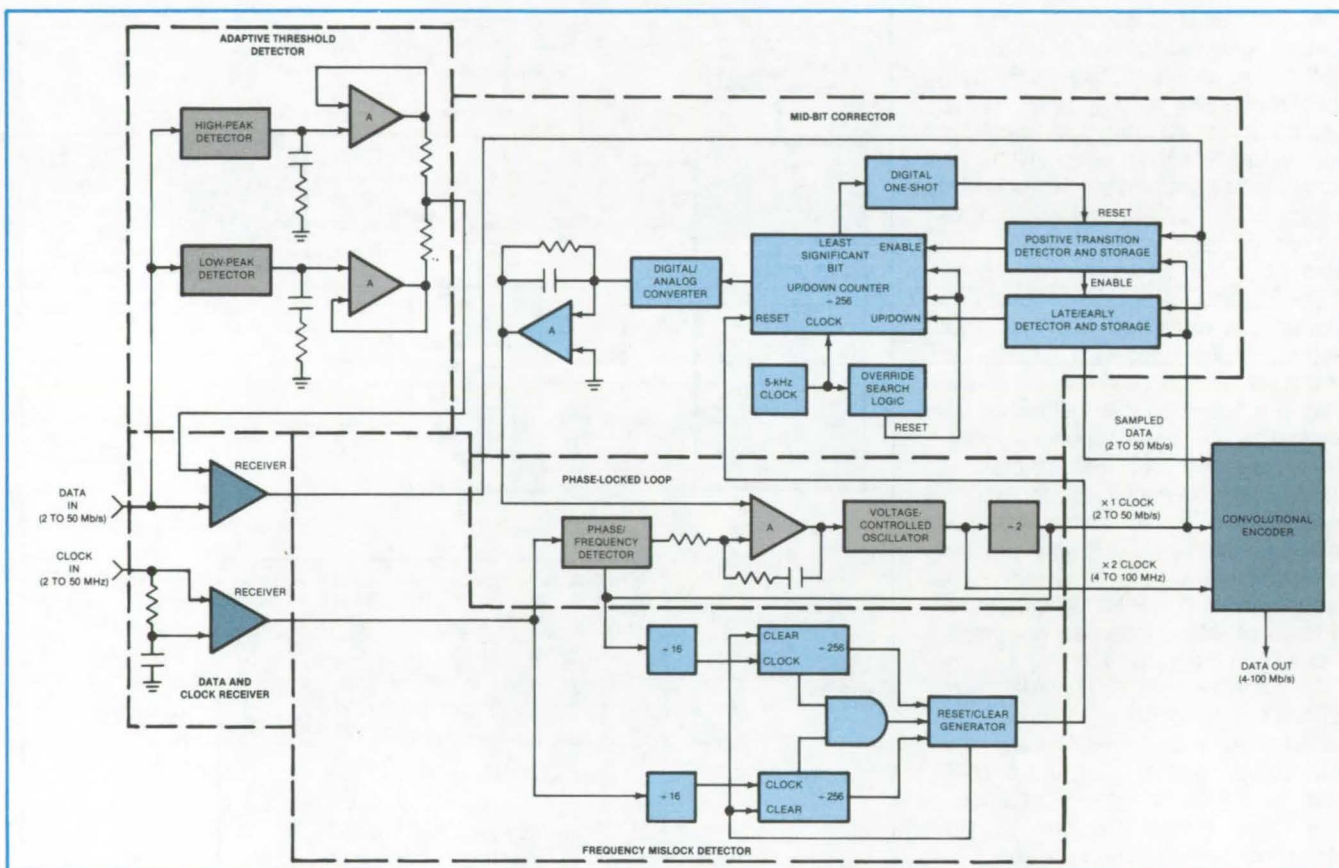 ADAPTIVE THRESHOLD
DETECTOR
HIGH-PEAK
DETECTOR
A
LOW-PEAK
DETECTOR
A
MID-BIT CORRECTOR
DIGITAL
ONE-SHOT
RESET
LEAST
SIGNIFICANT
BIT
ENABLE
UP/DOWN COUNTER
÷ 256
RESET
CLOCK
UP/DOWN
POSITIVE TRANSITION
DETECTOR AND STORAGE
ENABLE
LATE/EARLY
DETECTOR AND STORAGE
DIGITAL/
ANALOG
CONVERTER
A
5-kHz
CLOCK
OVERRIDE
SEARCH
LOGIC
RESET
SAMPLED
DATA
(2 TO 50 Mb/s)
RECEIVER
DATA
IN
(2 TO 50 Mb/s)
CLOCK
IN
(2 TO 50 MHz)
RECEIVER
DATA AND
CLOCK RECEIVER
PHASE-LOCKED LOOP
PHASE/
FREQUENCY
DETECTOR
A
VOLTAGE-
CONTROLLED
OSCILLATOR
÷ 2
× 1 CLOCK
(2 TO 50 Mb/s)
× 2 CLOCK
(4 TO 100 MHz)
CONVOLUTIONAL
ENCODER
DATA OUT
(4-100 Mb/s)
÷ 16
CLEAR
CLOCK
÷ 256
RESET/CLEAR
GENERATOR
÷ 16
CLOCK
CLEAR
÷ 256
FREQUENCY MISLOCK DETECTOR